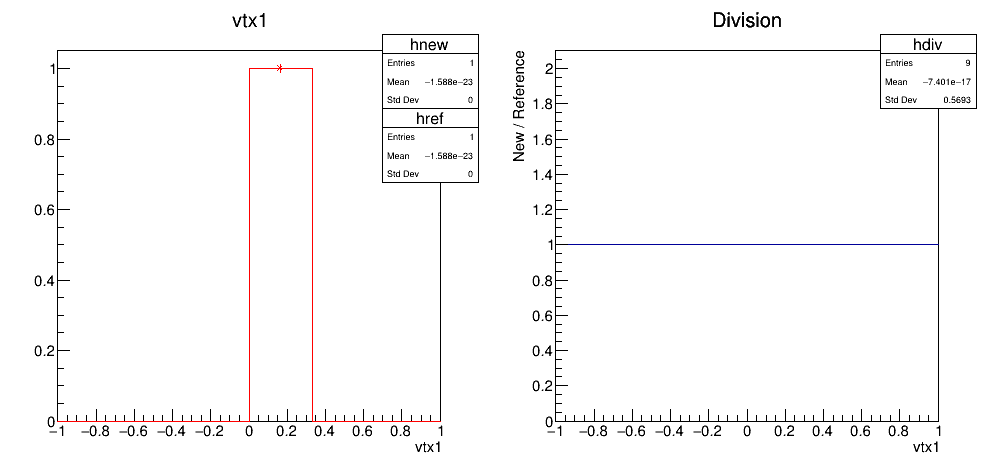 vtx1
hnew
Entries 1
Mean −1.588e−23
Std Dev 0
href
Entries 1
Mean −1.588e−23
Std Dev 0
1
0.8
0.6
0.4
0.2
0
−1 −0.8 −0.6 −0.4 −0.2 0 0.2 0.4 0.6 0.8 1
vtx1
Division
hdiv
Entries 9
Mean −7.401e−17
Std Dev 0.5693
New / Reference
2
1.8
1.6
1.4
1.2
1
0.8
0.6
0.4
0.2
0
−1 −0.8 −0.6 −0.4 −0.2 0 0.2 0.4 0.6 0.8 1
vtx1